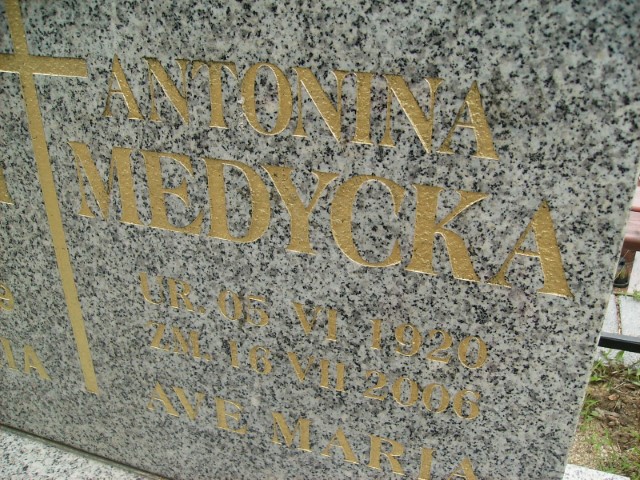 ANTONINA
MEDYCKA
UR. 05 VI 1920
ZM. 16 VII 2006
AVE MARIA